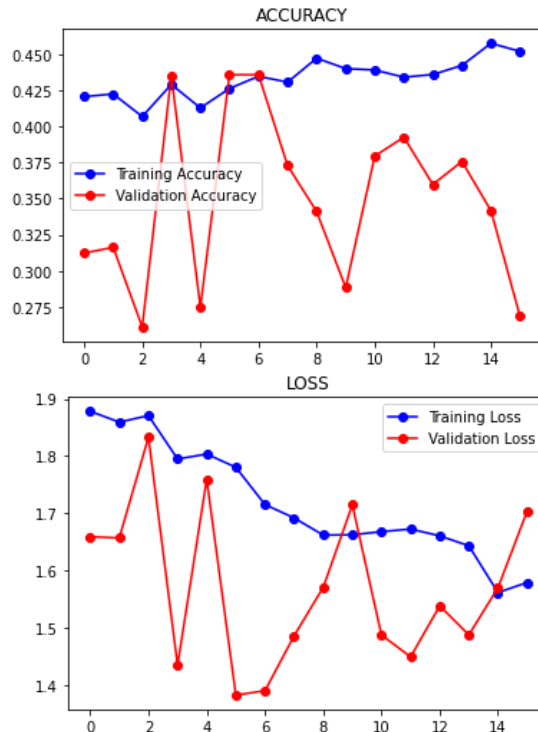 ACCURACY
0.450
0.425
0.400
0.375
0.350
0.325
0.300
0.275
Training Accuracy
Validation Accuracy
0 2 4 6 8 10 12 14
LOSS
1.9
1.8
1.7
1.6
1.5
1.4
Training Loss
Validation Loss
0 2 4 6 8 10 12 14